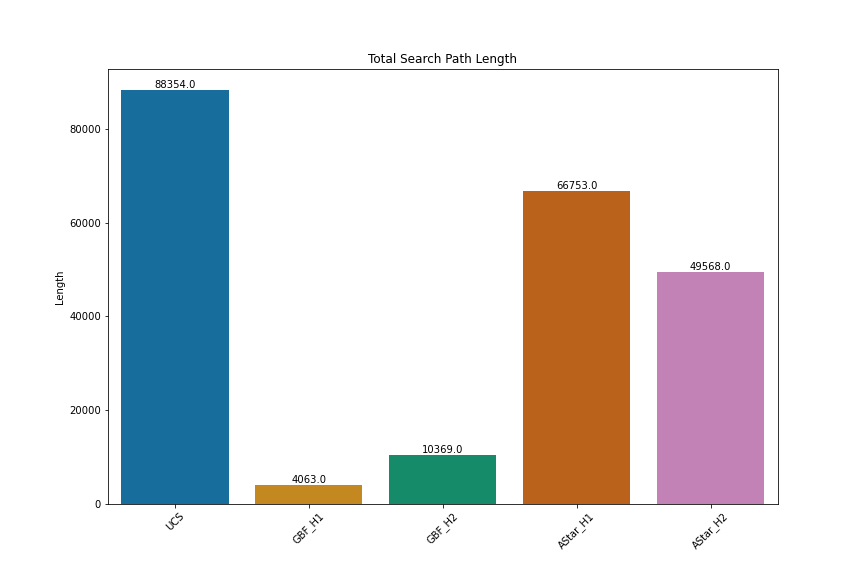 Total Search Path Length
88354.0
4063.0
10369.0
66753.0
49568.0
Length
80000
60000
40000
20000
0
UCS
GBF_H1
GBF_H2
AStar_H1
AStar_H2